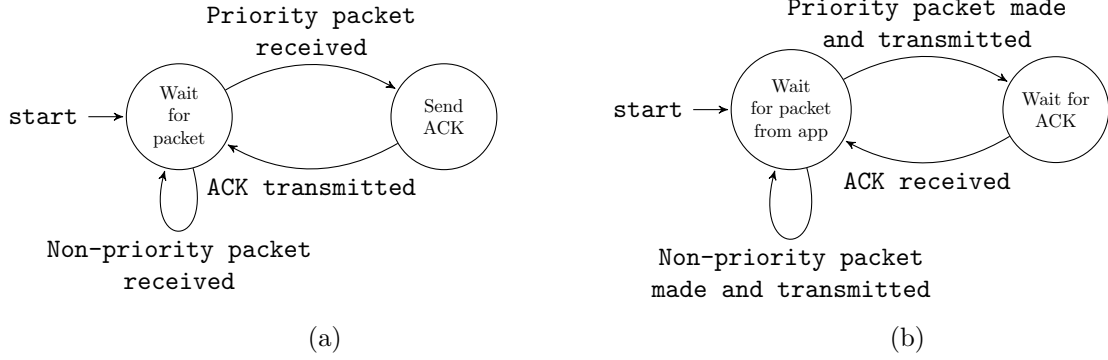 Priority packet
received
start
Wait
for
packet
Send
ACK
ACK transmitted
Non-priority packet
received
(a)
Priority packet made
and transmitted
start
Wait
for packet
from app
Wait for
ACK
ACK received
Non-priority packet
made and transmitted
(b)